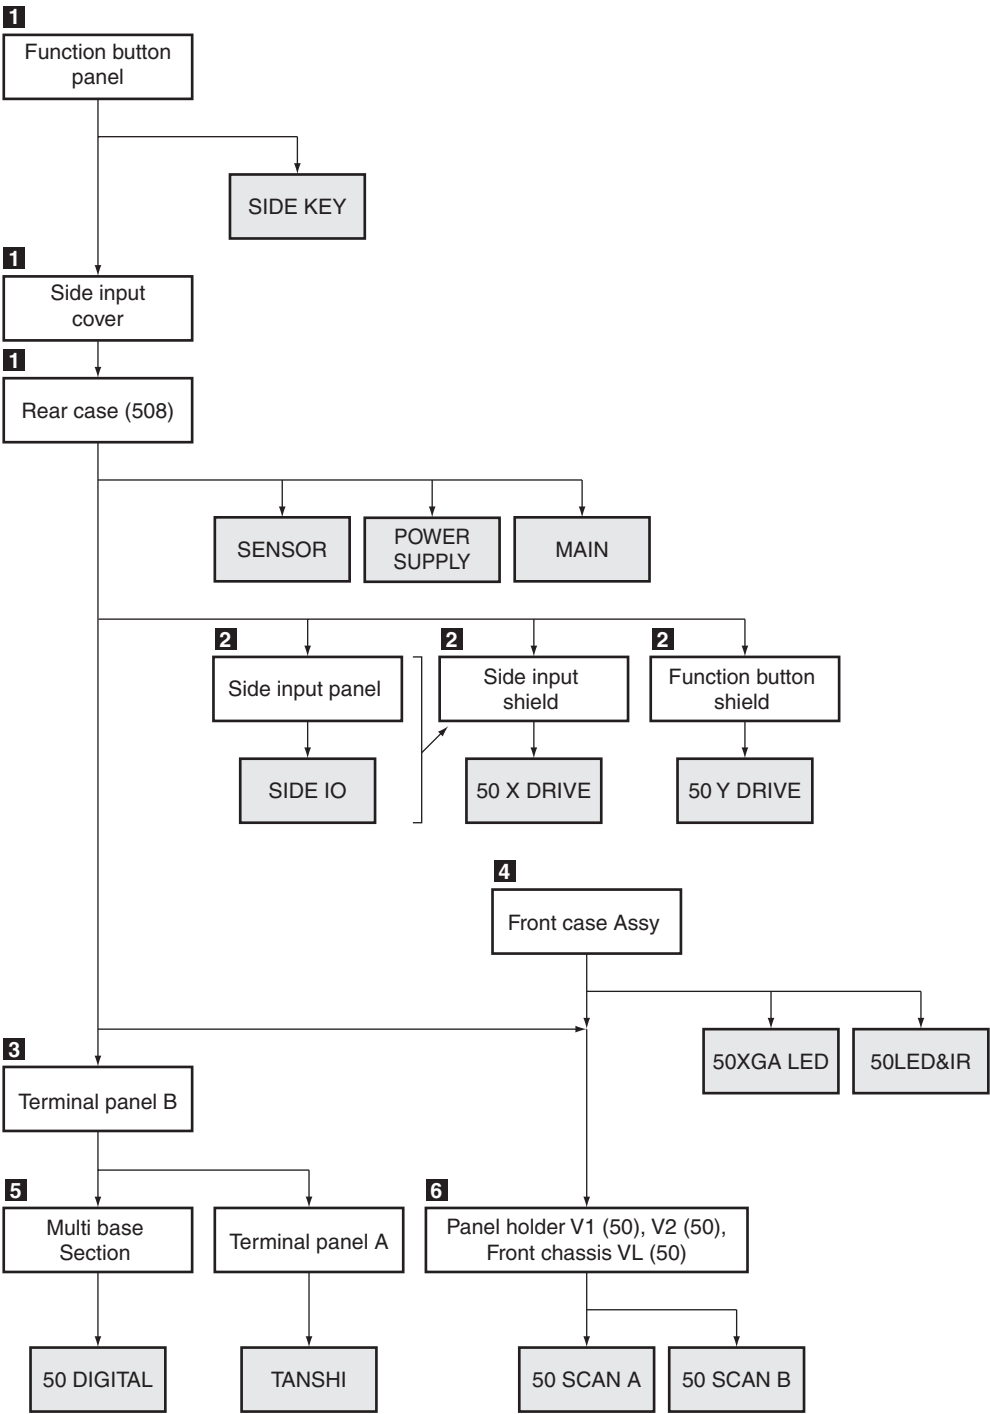 1
Function button
panel
SIDE KEY
1
Side input
cover
1
Rear case (508)
SENSOR
POWER
SUPPLY
MAIN
2
Side input panel
2
Side input
shield
2
Function button
shield
SIDE IO
50 X DRIVE
50 Y DRIVE
4
Front case Assy
50XGA LED
50LED&IR
3
Terminal panel B
5
Multi base
Section
Terminal panel A
6
Panel holder V1 (50), V2 (50),
Front chassis VL (50)
50 DIGITAL
TANSHI
50 SCAN A
50 SCAN B